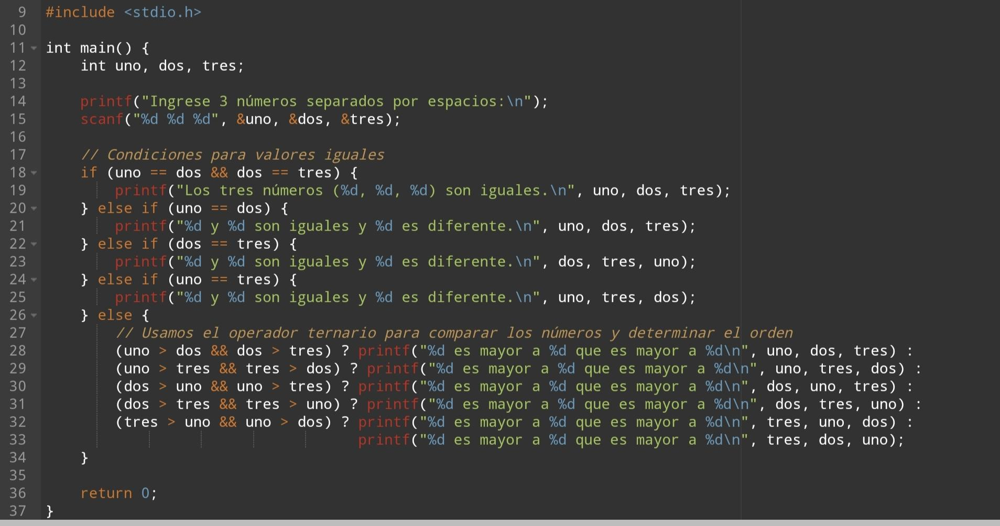 9 #include <stdio.h>
10
11 int main() {
12     int uno, dos, tres;
13
14     printf("Ingrese 3 números separados por espacios:\n");
15     scanf("%d %d %d", &uno, &dos, &tres);
16
17     // Condiciones para valores iguales
18     if (uno == dos && dos == tres) {
19         printf("Los tres números (%d, %d, %d) son iguales.\n", uno, dos, tres);
20     } else if (uno == dos) {
21         printf("%d y %d son iguales y %d es diferente.\n", uno, dos, tres);
22     } else if (dos == tres) {
23         printf("%d y %d son iguales y %d es diferente.\n", dos, tres, uno);
24     } else if (uno == tres) {
25         printf("%d y %d son iguales y %d es diferente.\n", uno, tres, dos);
26     } else {
27         // Usamos el operador ternario para comparar los números y determinar el orden
28         (uno > dos && dos > tres) ? printf("%d es mayor a %d que es mayor a %d\n", uno, dos, tres) :
29         (uno > tres && tres > dos) ? printf("%d es mayor a %d que es mayor a %d\n", uno, tres, dos) :
30         (dos > uno && uno > tres) ? printf("%d es mayor a %d que es mayor a %d\n", dos, uno, tres) :
31         (dos > tres && tres > uno) ? printf("%d es mayor a %d que es mayor a %d\n", dos, tres, uno) :
32         (tres > uno && uno > dos) ? printf("%d es mayor a %d que es mayor a %d\n", tres, uno, dos) :
33                                     printf("%d es mayor a %d que es mayor a %d\n", tres, dos, uno);
34     }
35
36     return 0;
37 }